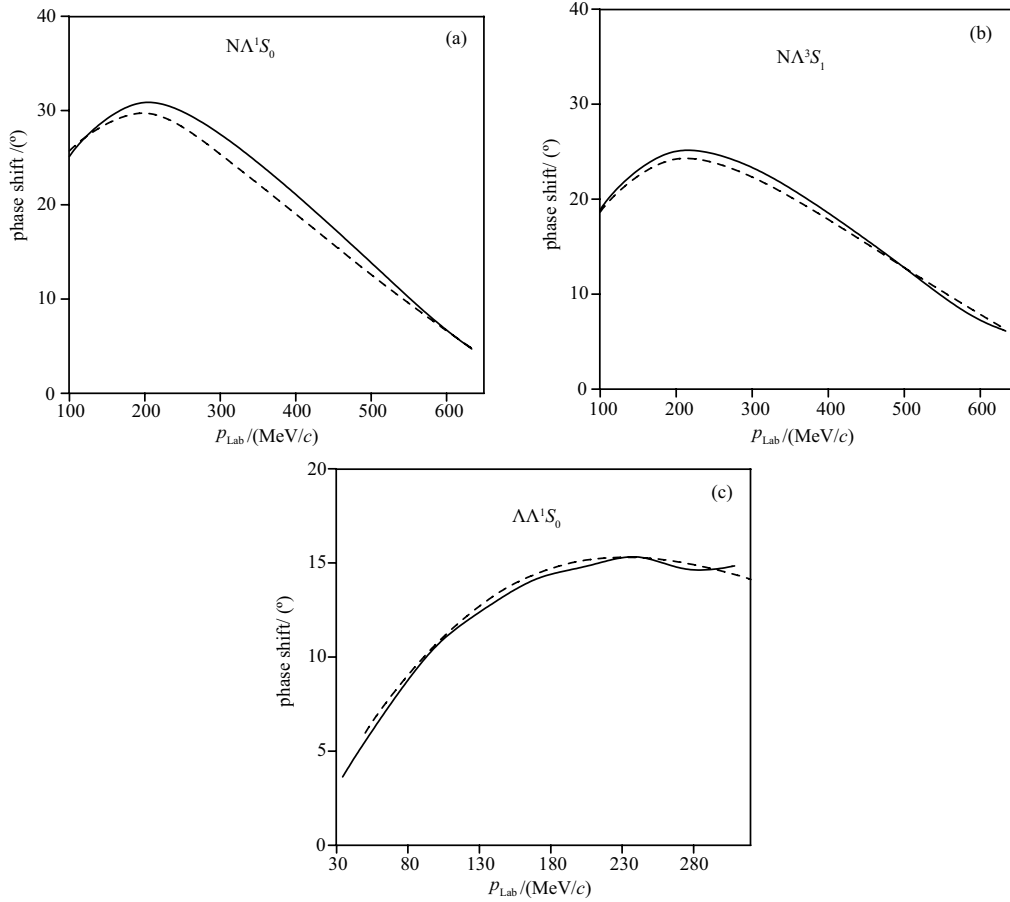 (a)
NΛ¹S₀
phase shift /(º)
40
30
20
10
0
100 200 300 400 500 600
p_Lab/(MeV/c)
(b)
NΛ³S₁
phase shift/ (º)
40
30
20
10
0
100 200 300 400 500 600
p_Lab/(MeV/c)
(c)
ΛΛ¹S₀
phase shift/ (º)
20
15
10
5
0
30 80 130 180 230 280
p_Lab/(MeV/c)